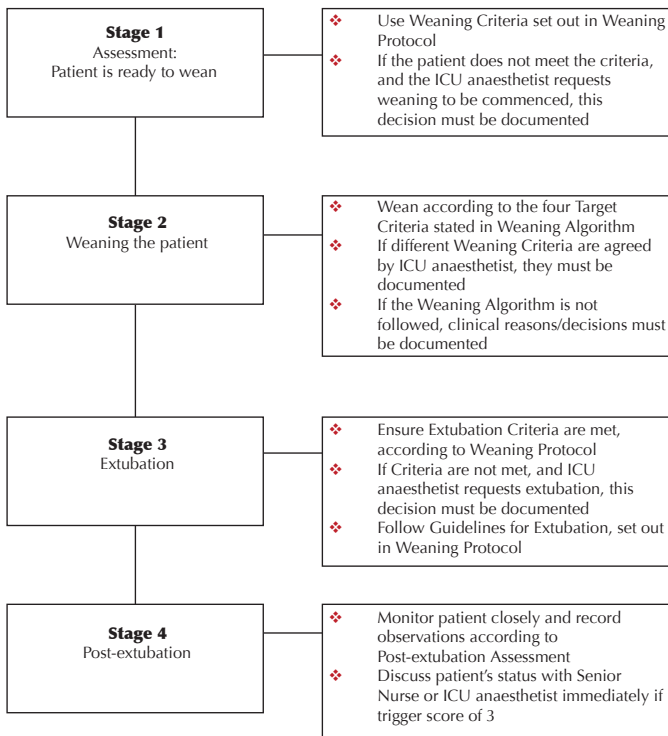 Stage 1
Assessment:
Patient is ready to wean
❖ Use Weaning Criteria set out in Weaning
Protocol
❖ If the patient does not meet the criteria,
and the ICU anaesthetist requests
weaning to be commenced, this
decision must be documented
Stage 2
Weaning the patient
❖ Wean according to the four Target
Criteria stated in Weaning Algorithm
❖ If different Weaning Criteria are agreed
by ICU anaesthetist, they must be
documented
❖ If the Weaning Algorithm is not
followed, clinical reasons/decisions must
be documented
Stage 3
Extubation
❖ Ensure Extubation Criteria are met,
according to Weaning Protocol
❖ If Criteria are not met, and ICU
anaesthetist requests extubation, this
decision must be documented
❖ Follow Guidelines for Extubation, set out
in Weaning Protocol
Stage 4
Post-extubation
❖ Monitor patient closely and record
observations according to
Post-extubation Assessment
❖ Discuss patient's status with Senior
Nurse or ICU anaesthetist immediately if
trigger score of 3